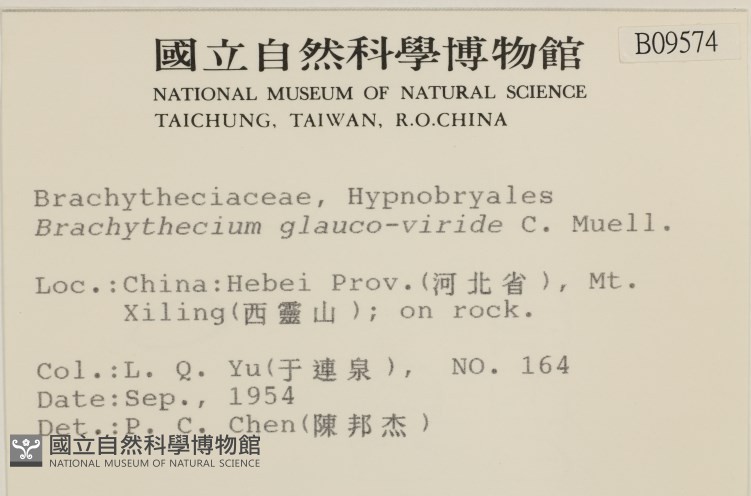 國立自然科學博物館
B09574
NATIONAL MUSEUM OF NATURAL SCIENCE
TAICHUNG, TAIWAN, R.O.CHINA
Brachytheciaceae, Hypnobryales
Brachythecium glauco-viride C. Muell.
Loc.:China:Hebei Prov.(河北省), Mt.
Xiling(西靈山); on rock.
Col.:L. Q. Yu(于連泉), NO. 164
Date:Sep., 1954
Det.:P. C. Chen(陳邦杰)
國立自然科學博物館
NATIONAL MUSEUM OF NATURAL SCIENCE